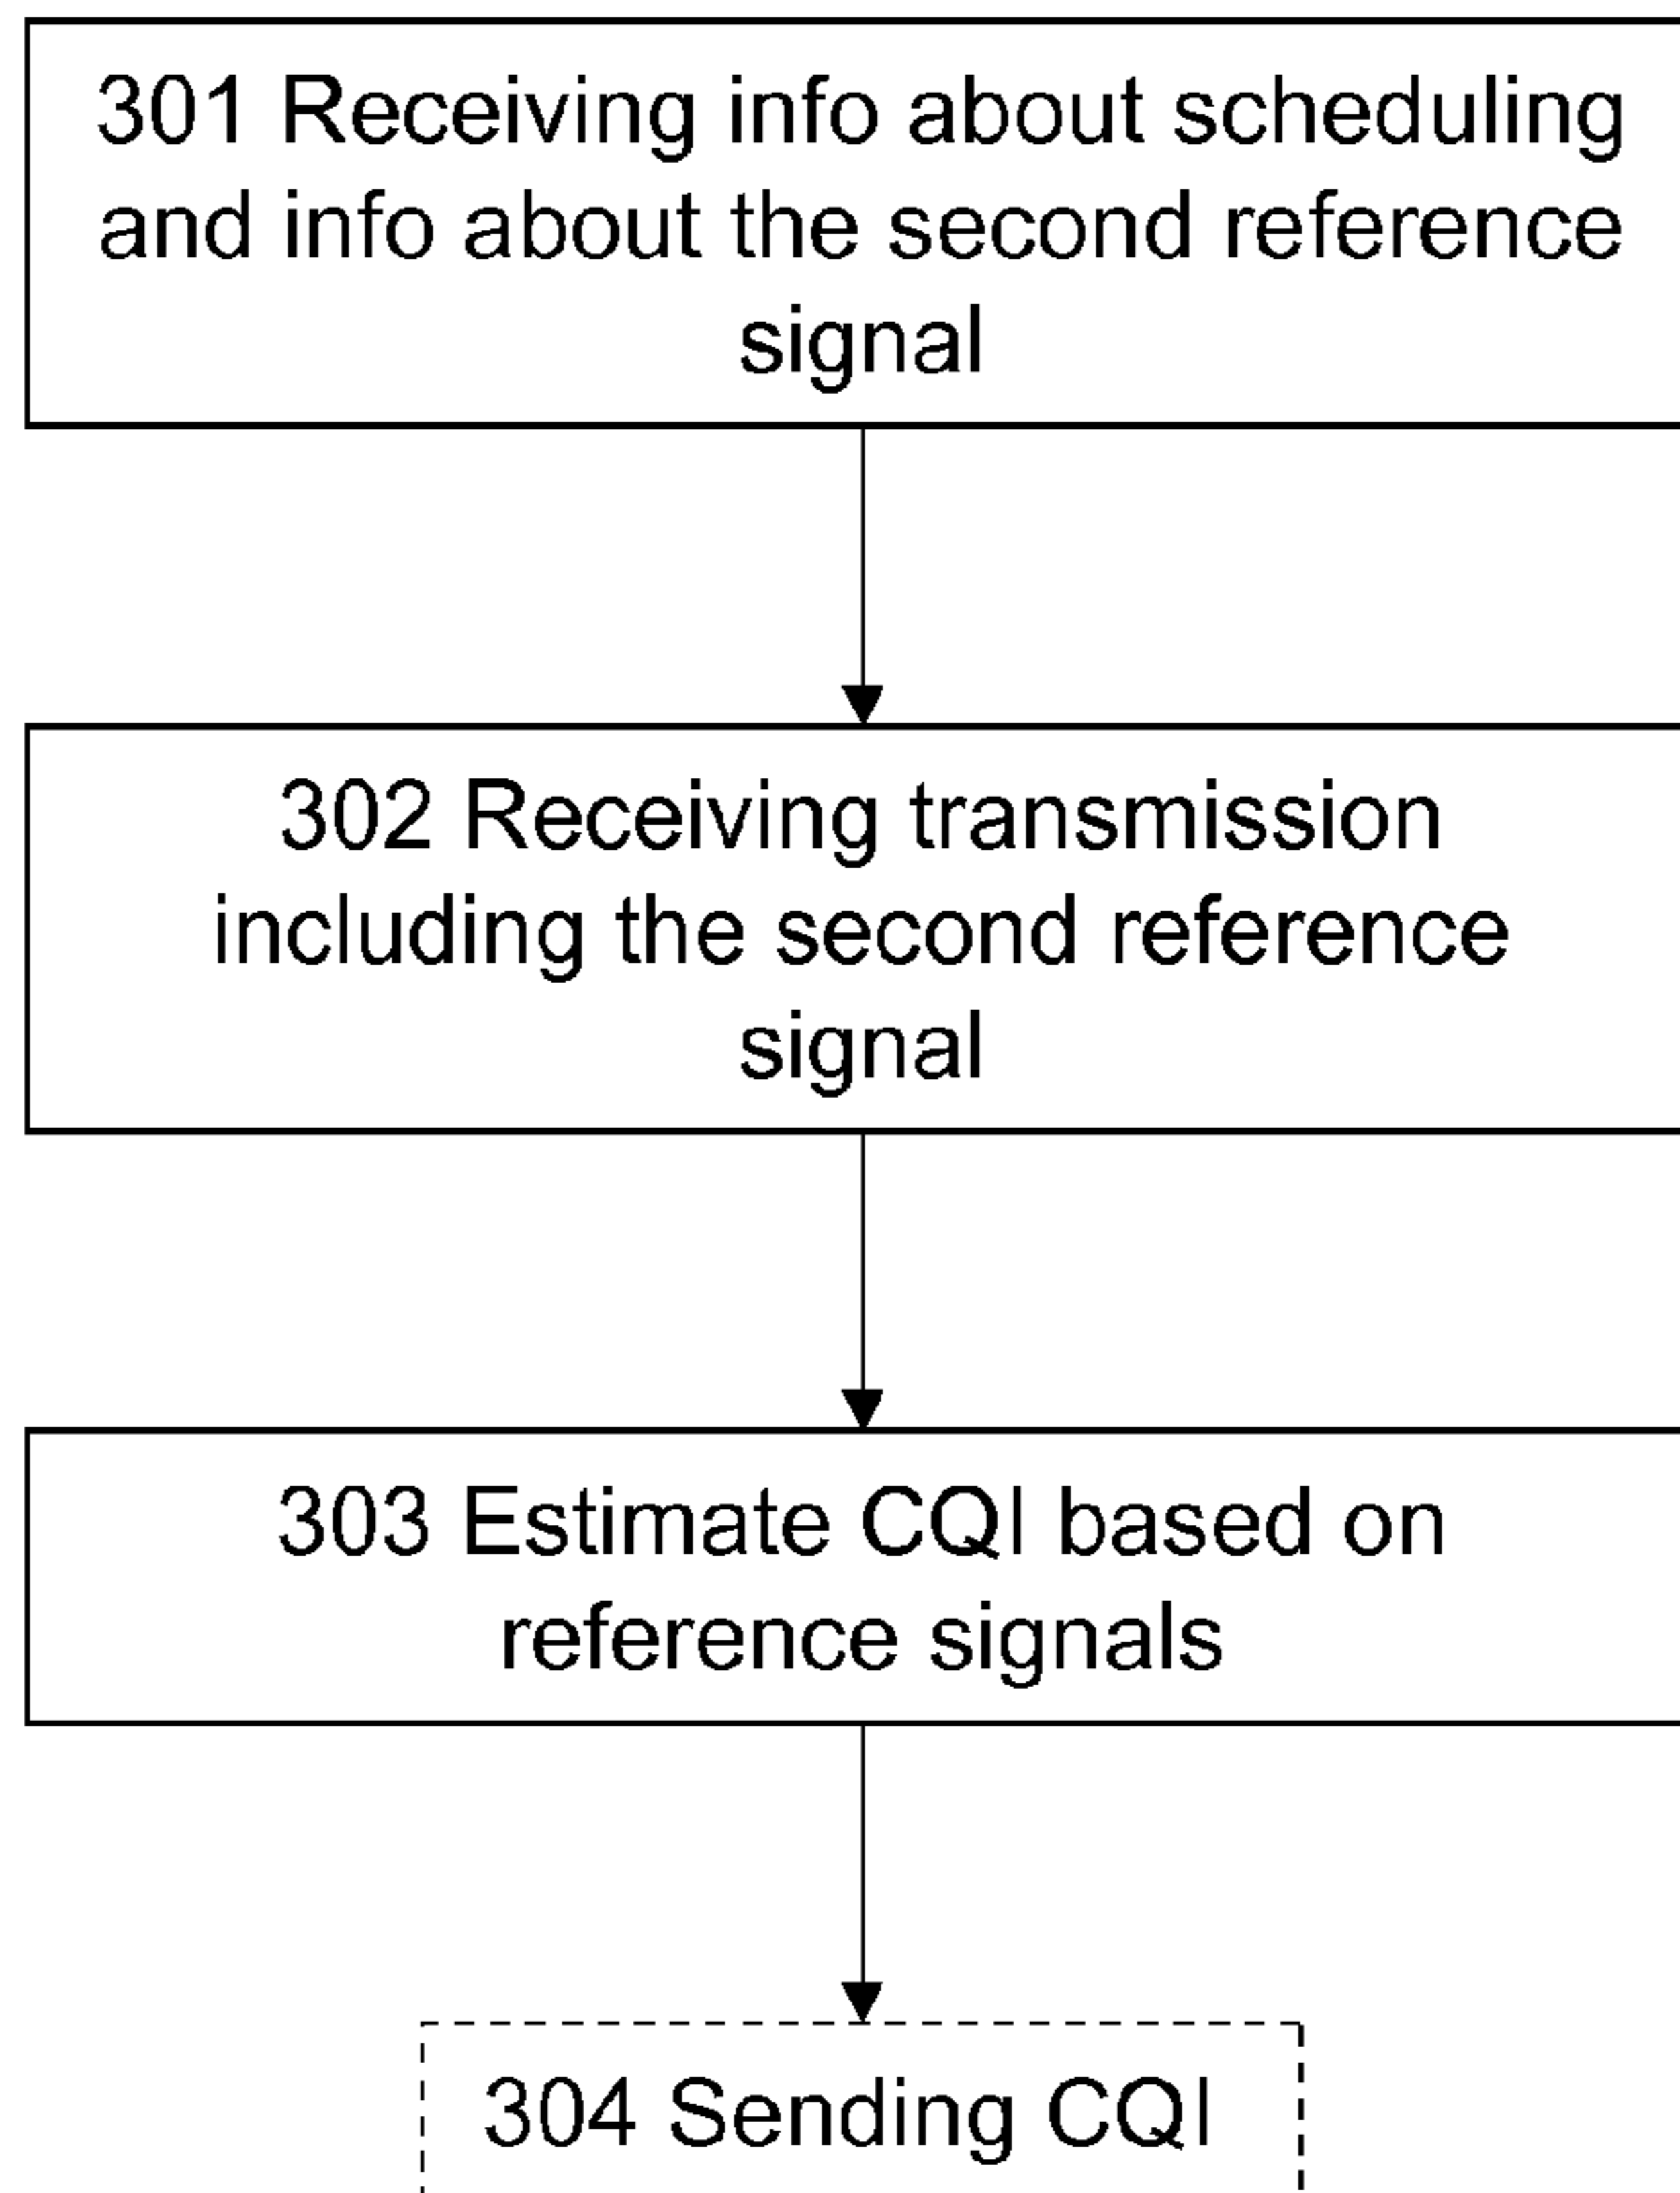 301 Receiving info about scheduling
and info about the second reference
signal
302 Receiving transmission
including the second reference
signal
303 Estimate CQI based on
reference signals
304 Sending CQI